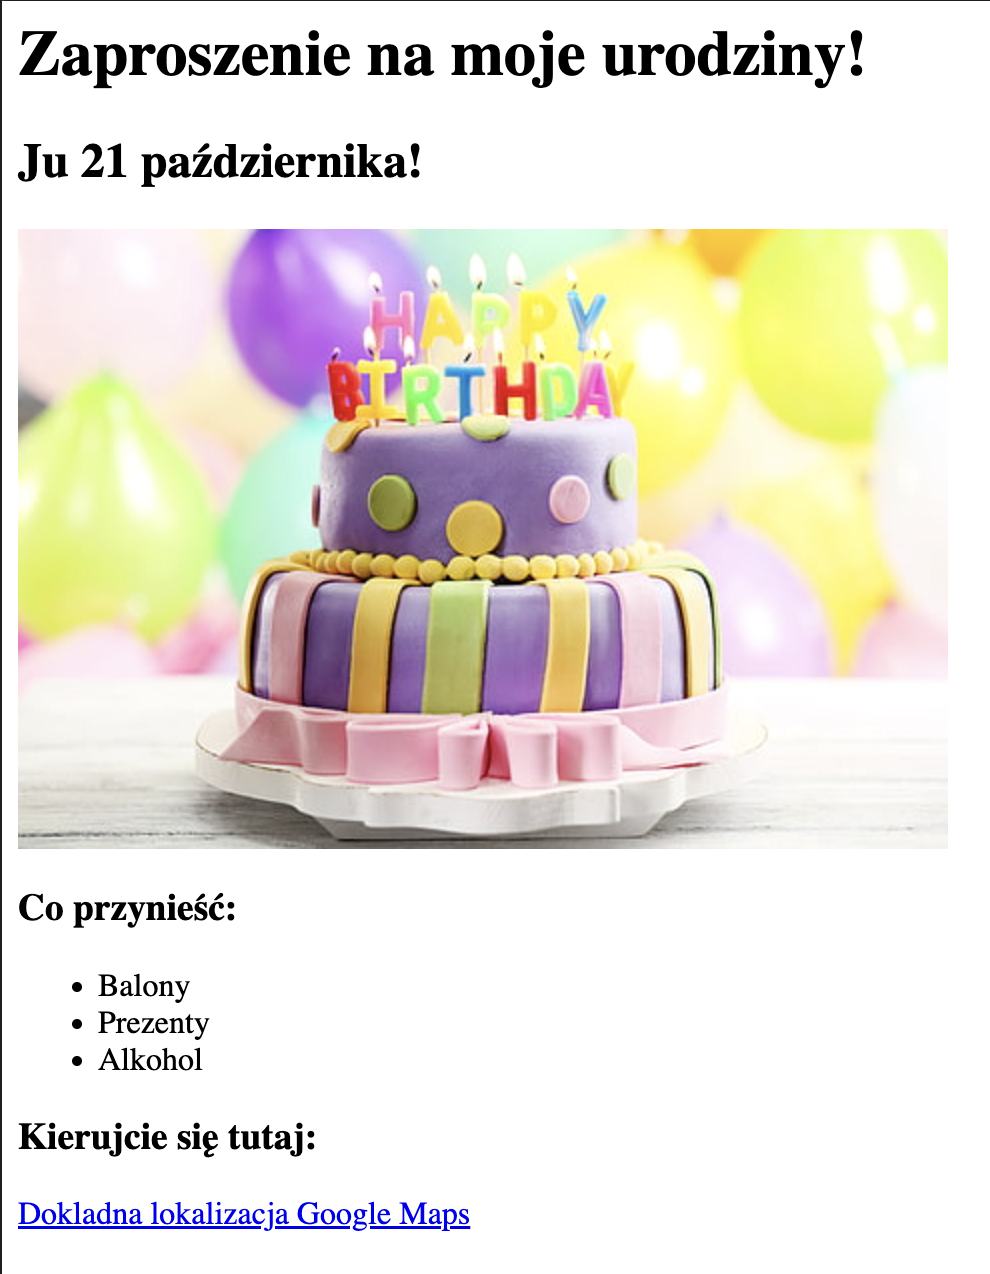 Zaproszenie na moje urodziny!
Ju 21 października!
HAPPY
BIRTHDAY
Co przynieść:
Balony
Prezenty
Alkohol
Kierujcie się tutaj:
Dokladna lokalizacja Google Maps